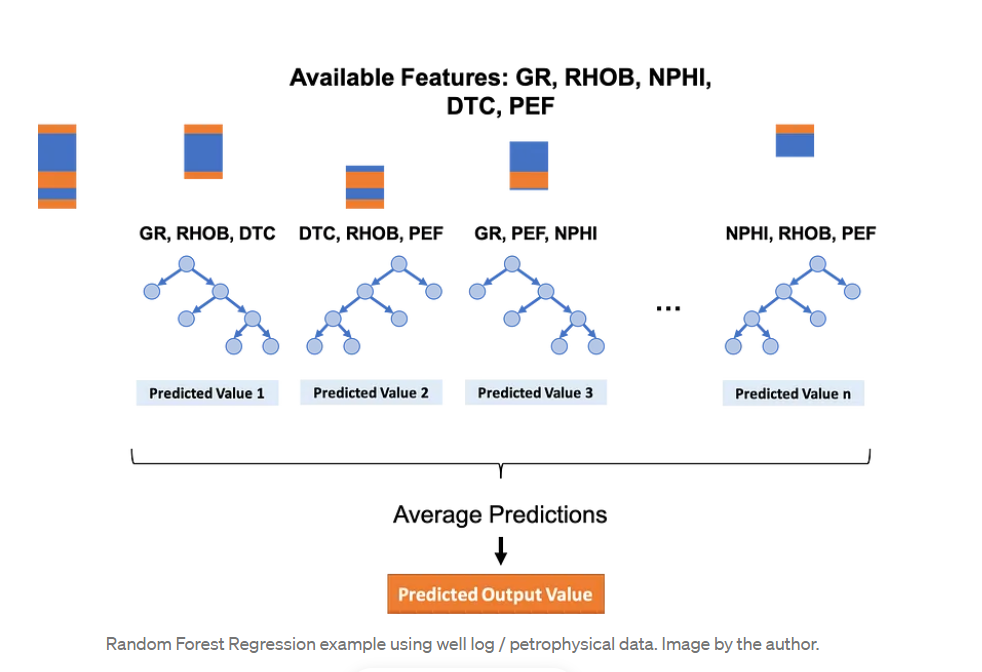 Available Features: GR, RHOB, NPHI,
DTC, PEF
GR, RHOB, DTC
DTC, RHOB, PEF
GR, PEF, NPHI
NPHI, RHOB, PEF
...
Predicted Value 1
Predicted Value 2
Predicted Value 3
Predicted Value n
Average Predictions
Predicted Output Value
Random Forest Regression example using well log / petrophysical data. Image by the author.